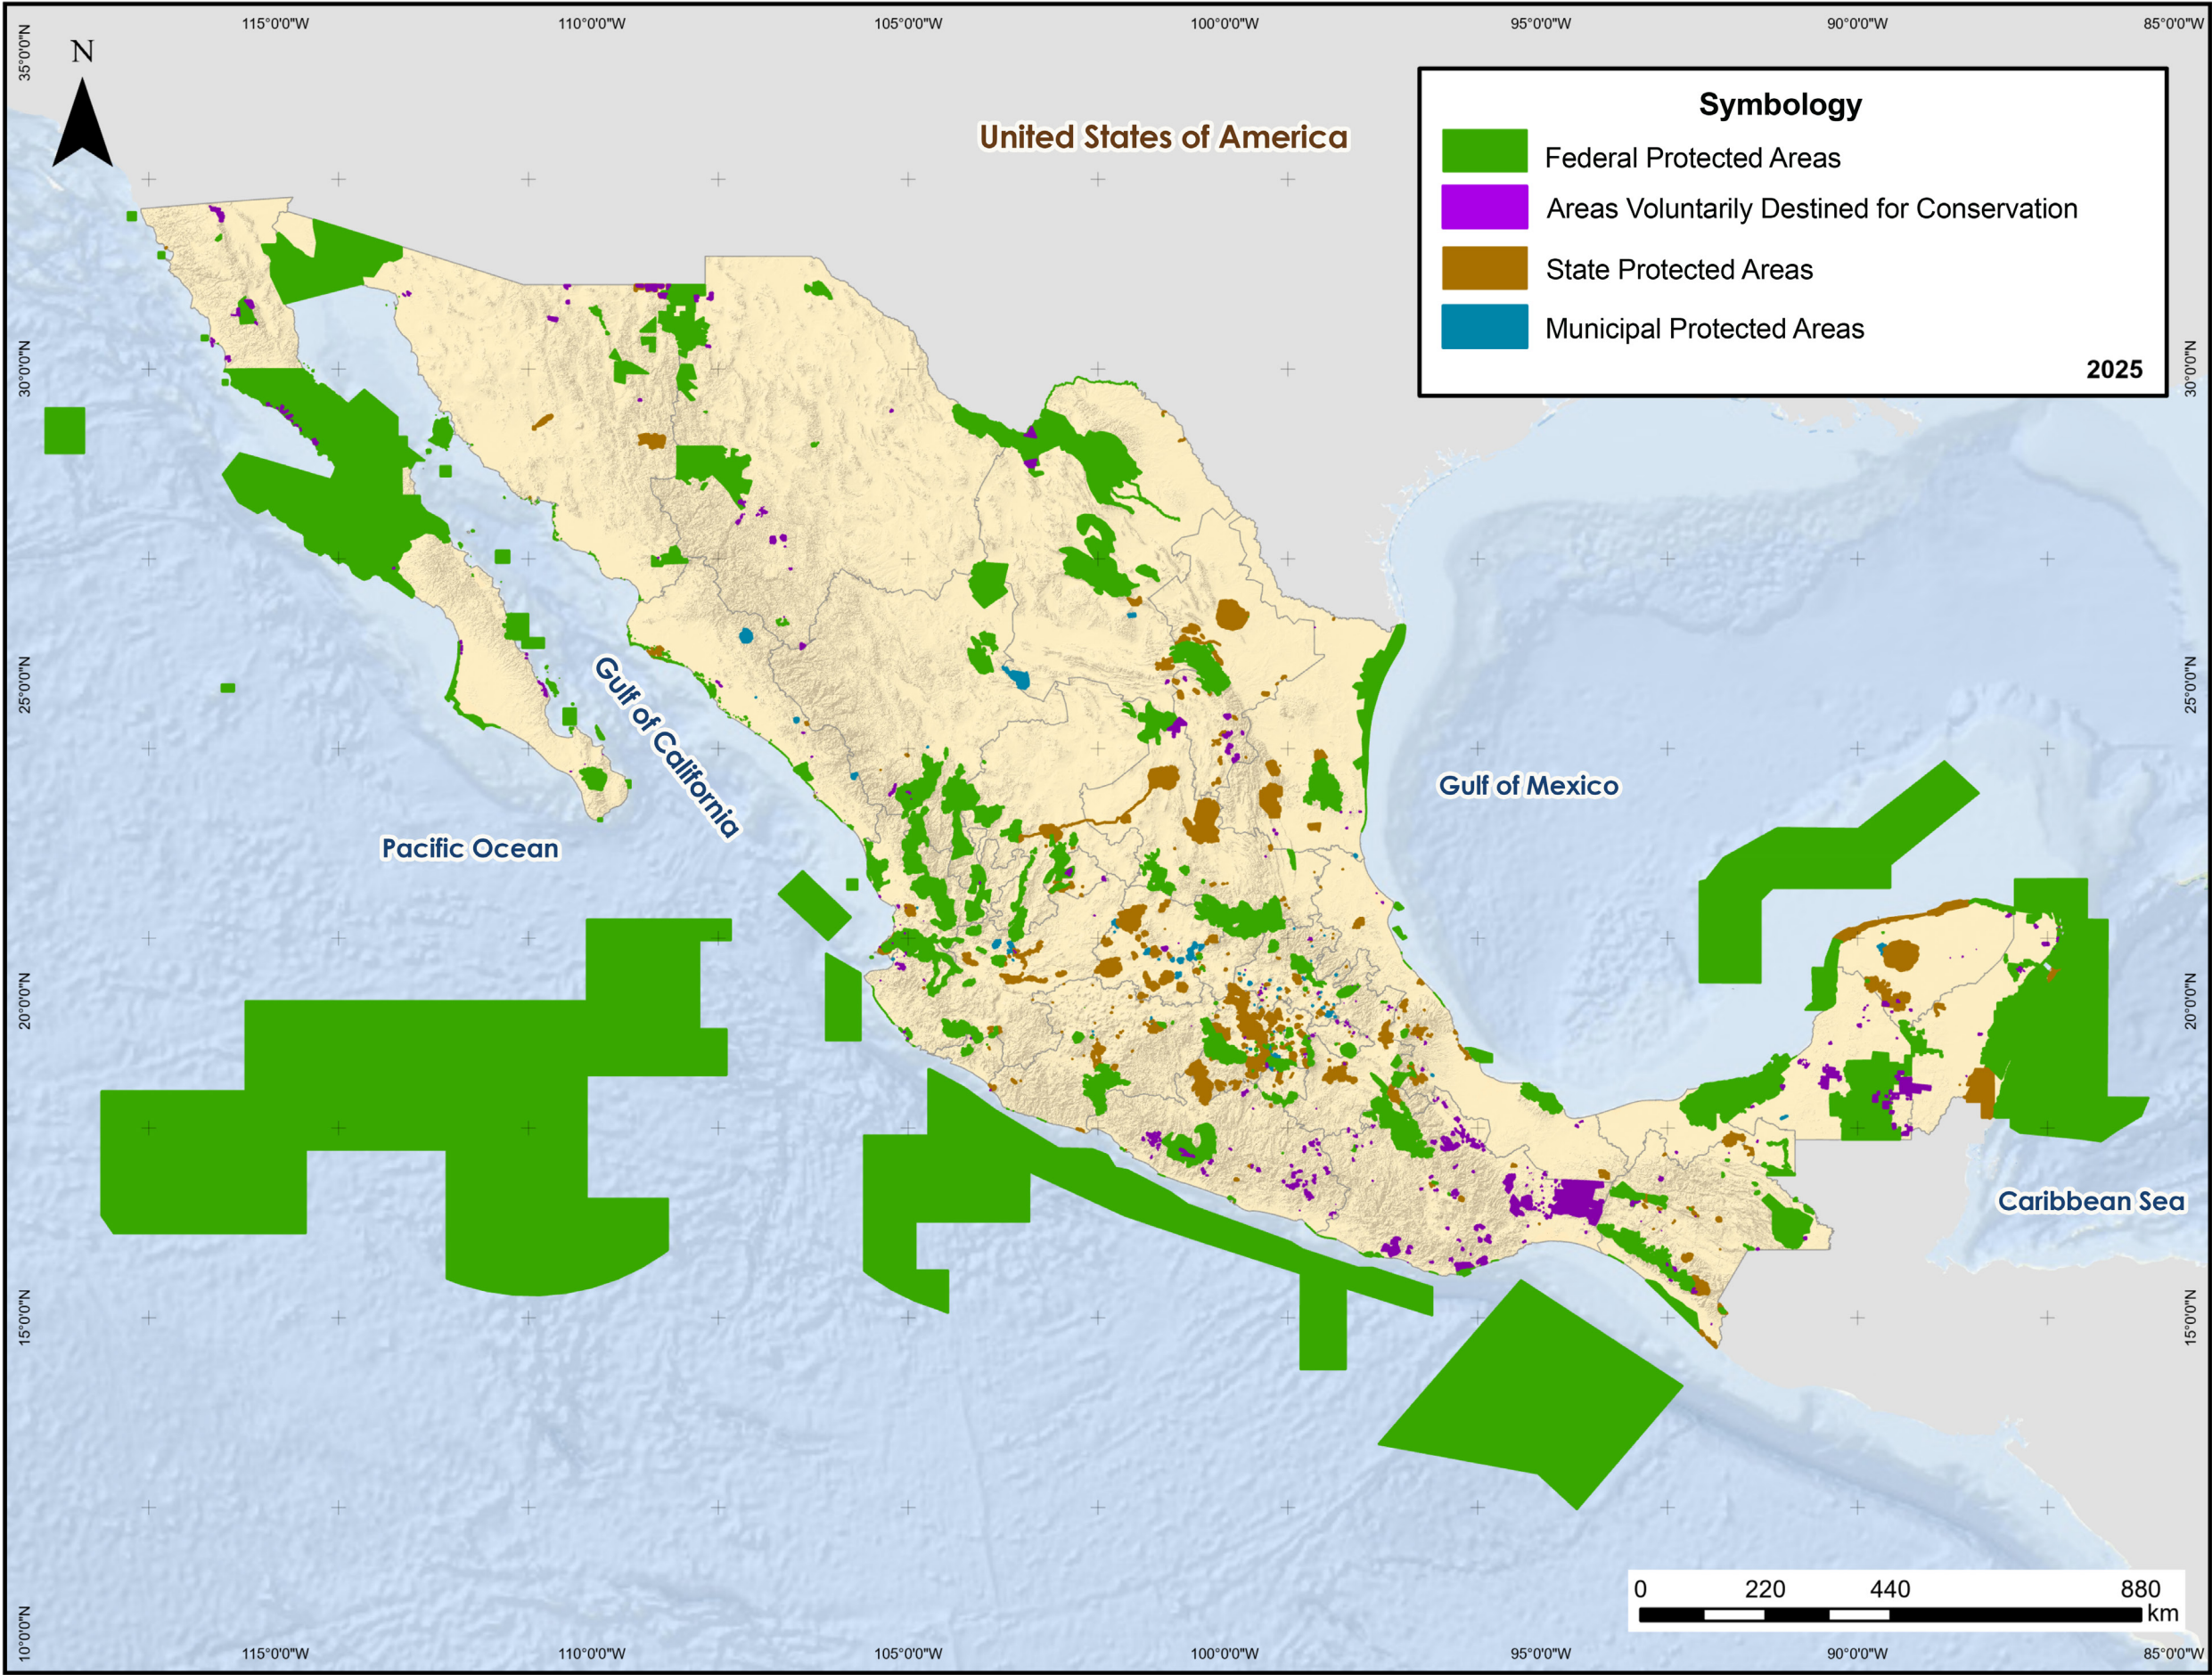 115°0'0"W 110°0'0"W 105°0'0"W 100°0'0"W 95°0'0"W 90°0'0"W 85°0'0"W
35°0'0"N
N
United States of America
Symbology
Federal Protected Areas
Areas Voluntarily Destined for Conservation
State Protected Areas
Municipal Protected Areas
2025
30°0'0"N
30°0'0"N
25°0'0"N
25°0'0"N
Gulf of California
Gulf of Mexico
Pacific Ocean
20°0'0"N
20°0'0"N
Caribbean Sea
15°0'0"N
15°0'0"N
0 220 440 880
km
10°0'0"N
115°0'0"W 110°0'0"W 105°0'0"W 100°0'0"W 95°0'0"W 90°0'0"W 85°0'0"W